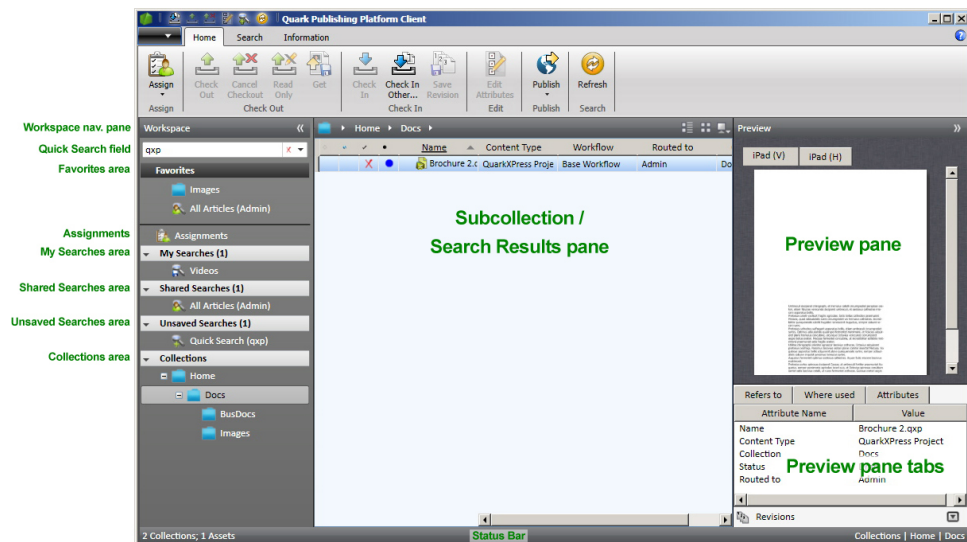 Quark Publishing Platform Client
Home Search Information
Assign Check Out Cancel Checkout Read Only Get Check In Check In Other... Save Revision Edit Attributes Publish Refresh
Assign Check Out Check In Edit Publish Search
Workspace nav. pane
Workspace
Home Docs
Preview
Quick Search field
qxp
Name Content Type Workflow Routed to
iPad (V) iPad (H)
Favorites area
Favorites
Brochure 2.c QuarkXPress Proje Base Workflow Admin Do
Images
All Articles (Admin)
Subcollection /
Search Results pane
Preview pane
Assignments
Assignments
My Searches area
My Searches (1)
Videos
Shared Searches area
Shared Searches (1)
All Articles (Admin)
Unsaved Searches area
Unsaved Searches (1)
Quick Search (qxp)
Collections area
Collections
Home
Docs
BusDocs
Images
Refers to Where used Attributes
Attribute Name Value
Name Brochure 2.qxp
Content Type QuarkXPress Project
Collection Docs
Status
Preview pane tabs
Routed to Admin
Revisions
2 Collections; 1 Assets
Status Bar
Collections | Home | Docs